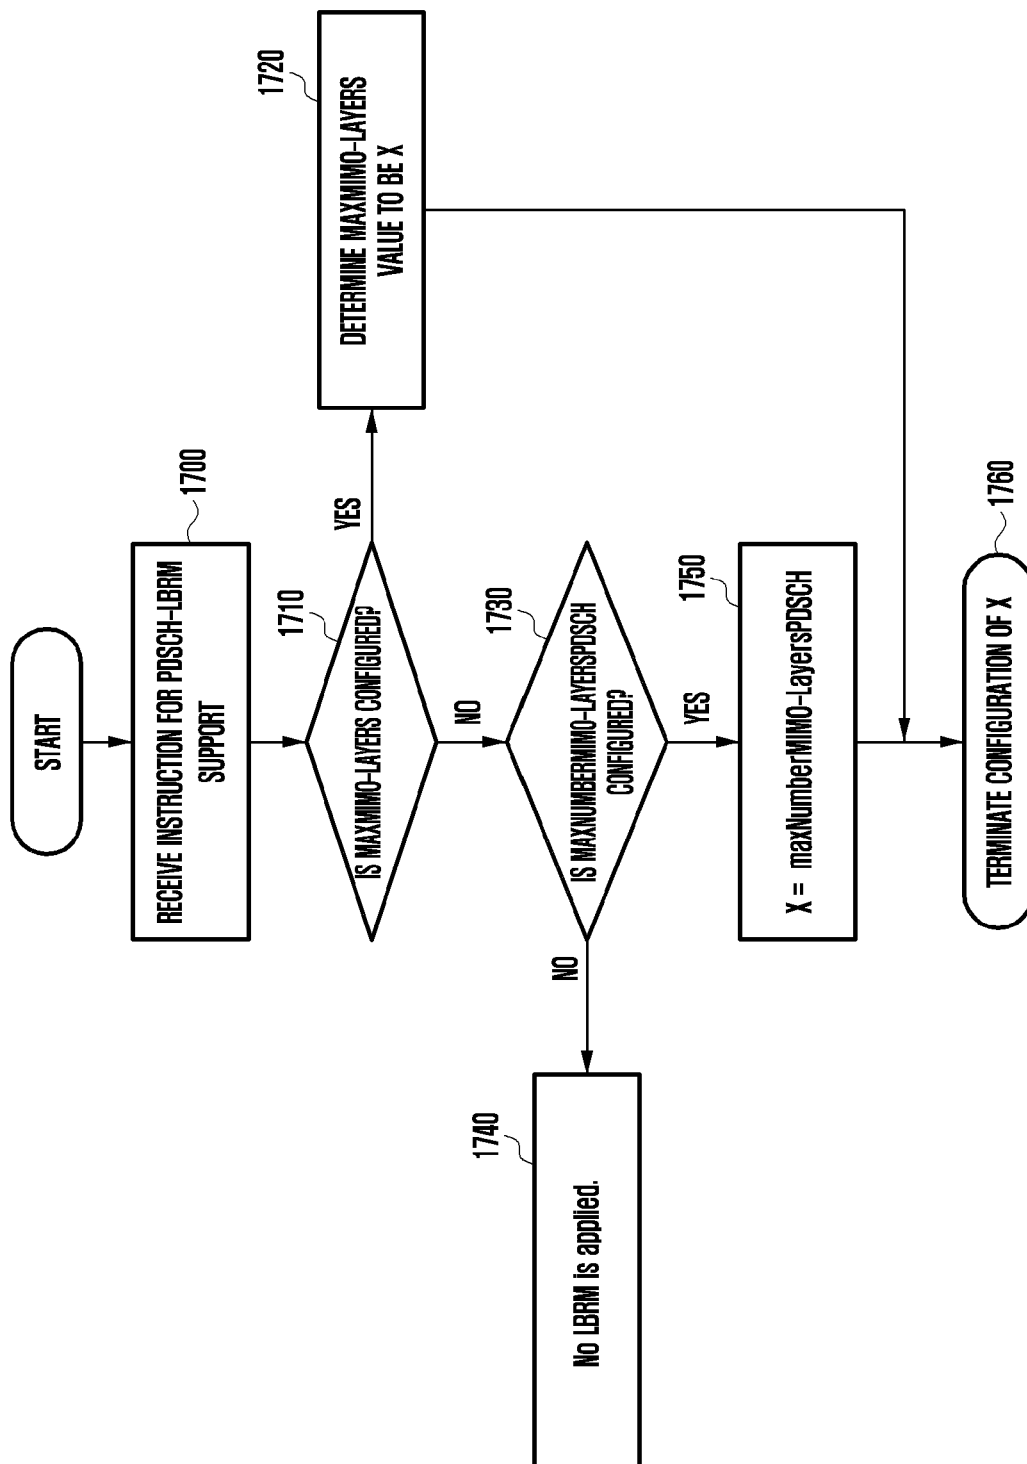 START
1700
RECEIVE INSTRUCTION FOR PDSCH-LBRM
SUPPORT
1710
IS MAXMIMO-LAYERS CONFIGURED?
YES
1720
DETERMINE MAXMIMO-LAYERS
VALUE TO BE X
NO
1730
IS MAXNUMBERMIMO-LAYERSPDSCH
CONFIGURED?
NO
1740
No LBRM is applied.
YES
1750
X = maxNumberMIMO-LayersPDSCH
1760
TERMINATE CONFIGURATION OF X